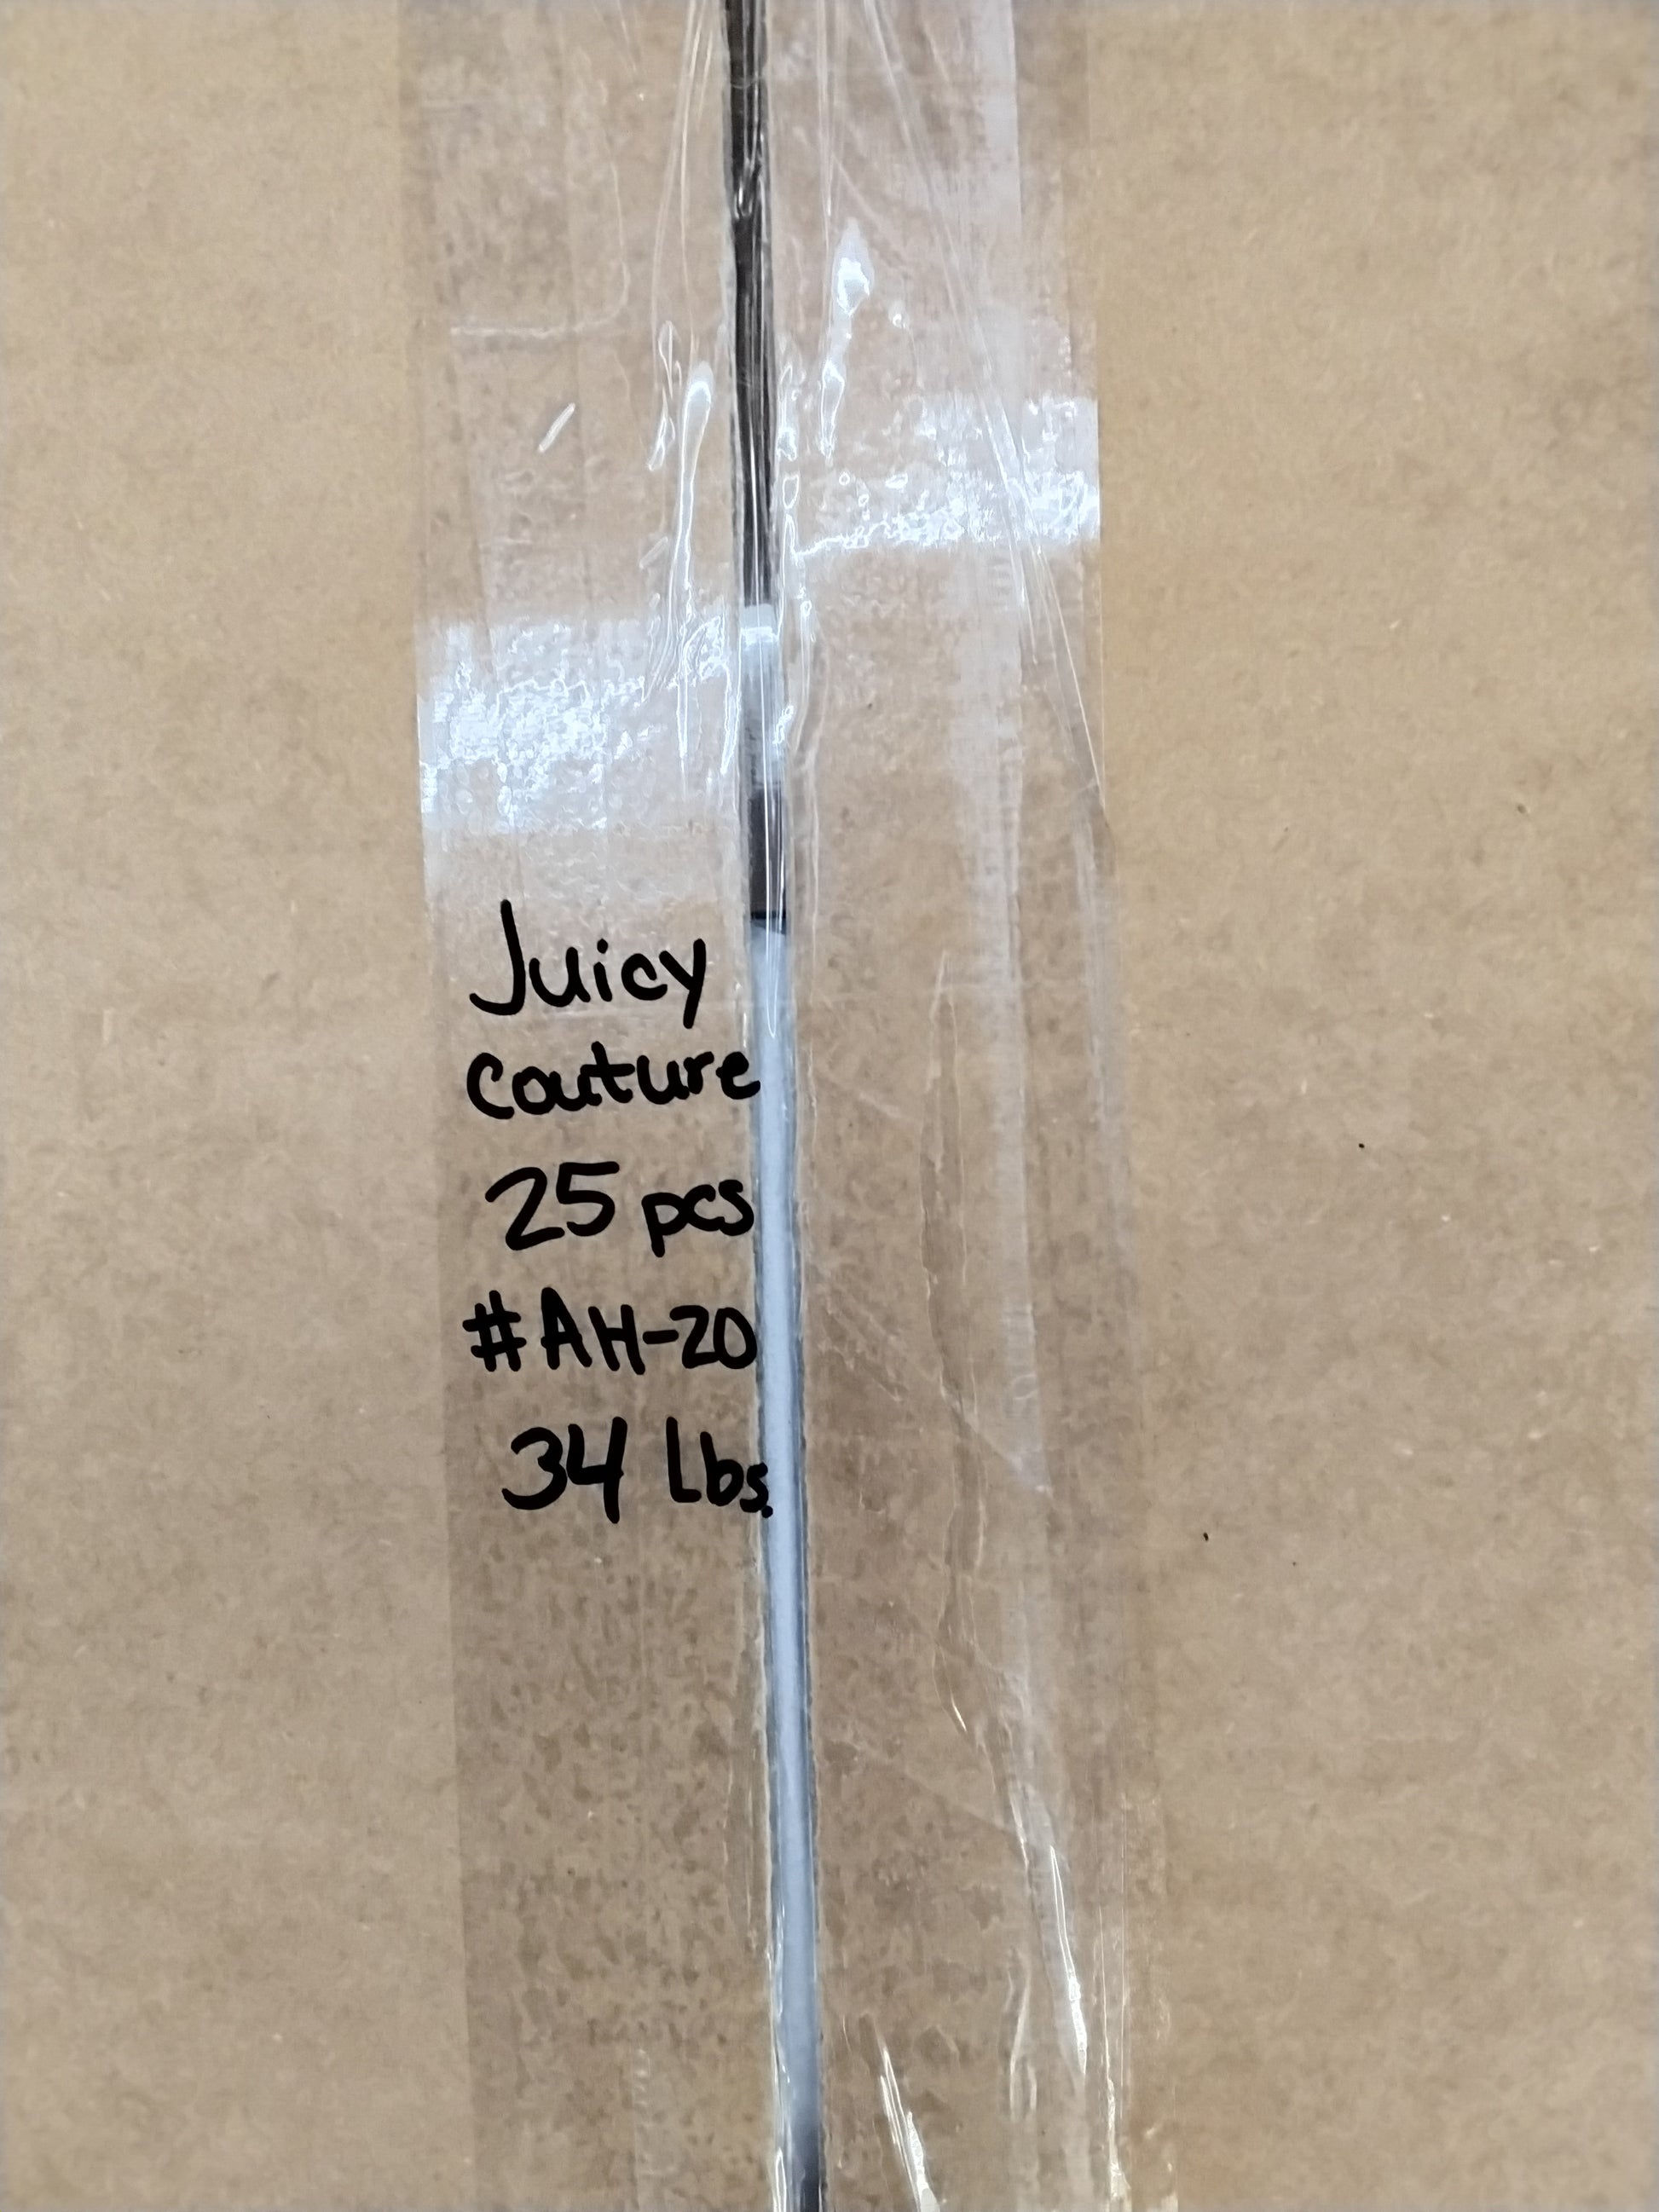 Juicy
Couture
25 pcs
#AH-20
34 Lbs.